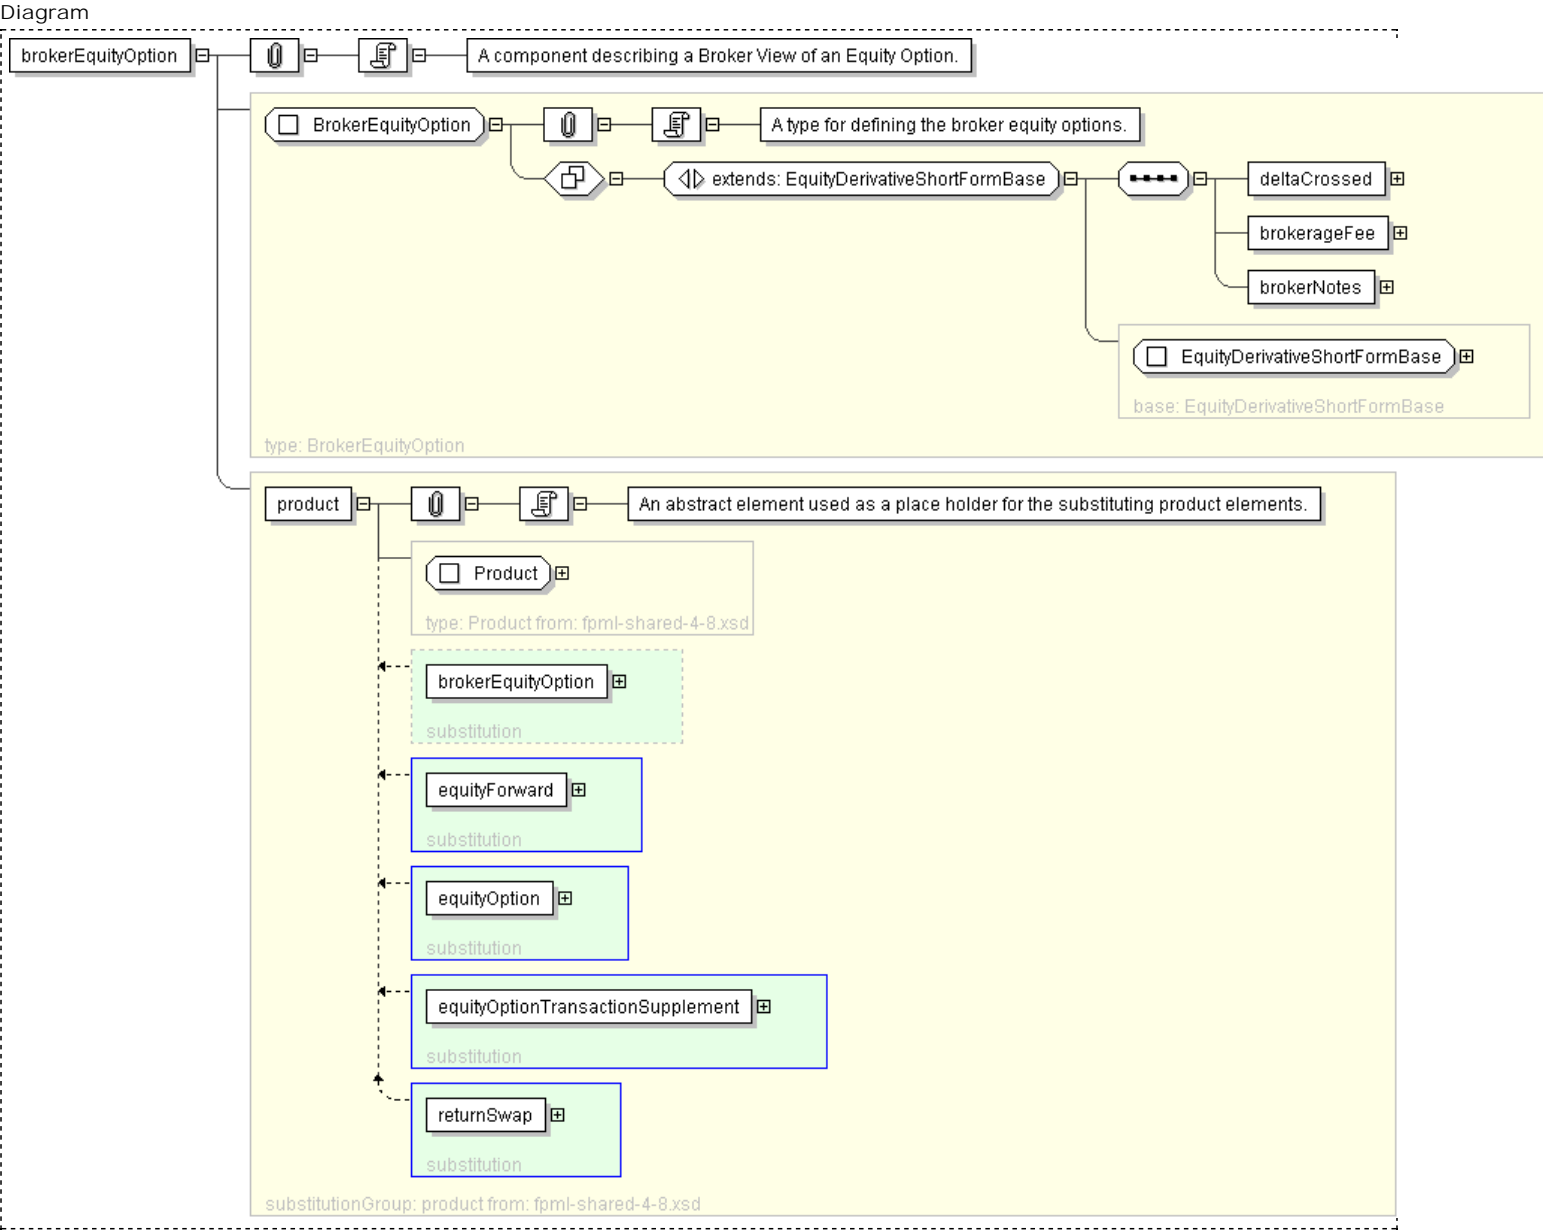 Diagram
brokerEquityOption
A component describing a Broker View of an Equity Option.
BrokerEquityOption
A type for defining the broker equity options.
extends: EquityDerivativeShortFormBase
deltaCrossed
brokerageFee
brokerNotes
EquityDerivativeShortFormBase
base: EquityDerivativeShortFormBase
type: BrokerEquityOption
product
An abstract element used as a place holder for the substituting product elements.
Product
type: Product from: fpml-shared-4-8.xsd
brokerEquityOption
substitution
equityForward
substitution
equityOption
substitution
equityOptionTransactionSupplement
substitution
returnSwap
substitution
substitutionGroup: product from: fpml-shared-4-8.xsd